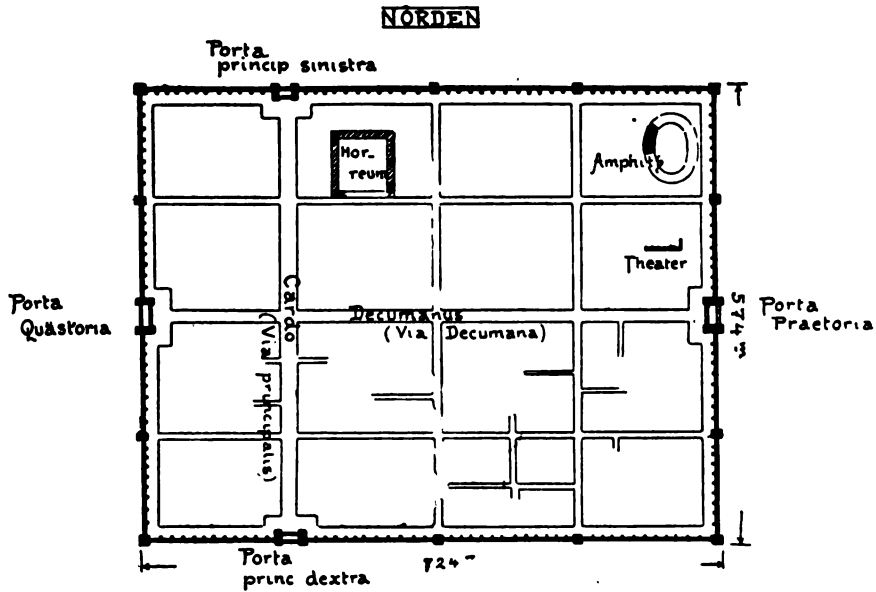 NORDEN
Porta
princip sinistra
Hor-
reum
Amphith
Theater
Cardo
(Via principalis)
Decumanus
(Via Decumana)
Porta
Quästoria
Porta
Praetoria
574 m
Porta
princ dextra
724 m